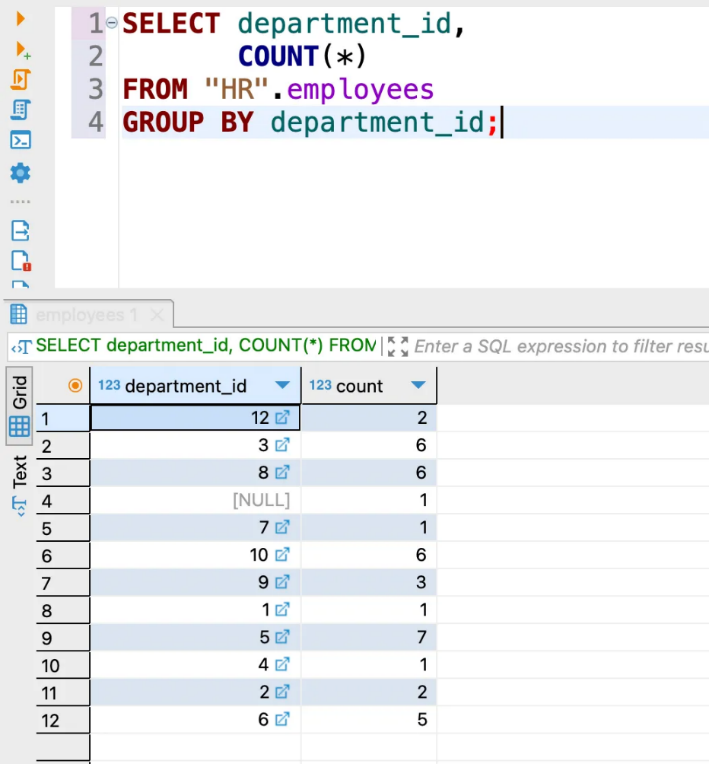 1 SELECT department_id,
2 COUNT(*)
3 FROM "HR".employees
4 GROUP BY department_id;
employees 1
SELECT department_id, COUNT(*) FROM Enter a SQL expression to filter resu
Grid
Text
123 department_id 123 count
1 12 2
2 3 6
3 8 6
4 [NULL] 1
5 7 1
6 10 6
7 9 3
8 1 1
9 5 7
10 4 1
11 2 2
12 6 5